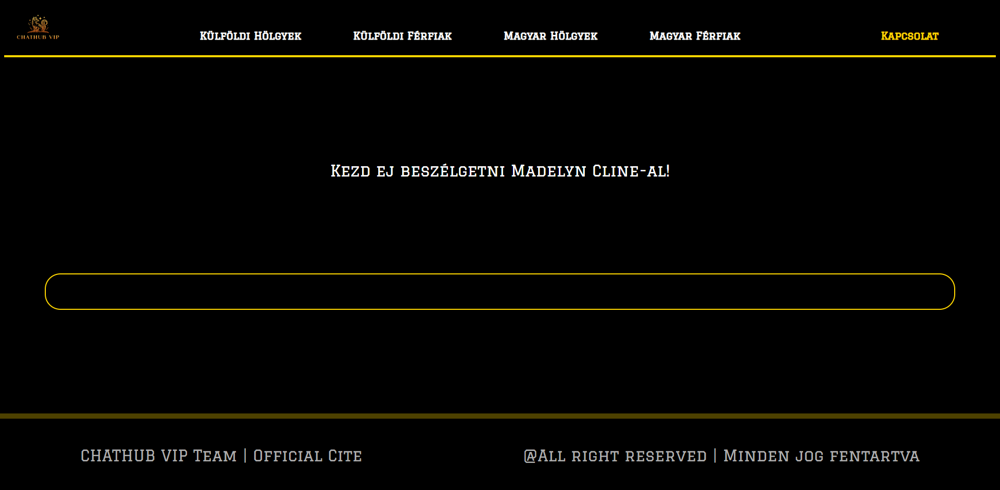 CHATHUB VIP
Külföldi Hölgyek Külföldi Férfiak Magyar Hölgyek Magyar Férfiak Kapcsolat
Kezd ej beszélgetni Madelyn Cline-al!
CHATHUB VIP Team | Official Cite
@All right reserved | Minden jog fentartva